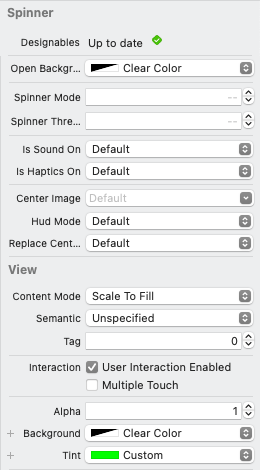 Spinner
Designables Up to date
Open Backgr... Clear Color
Spinner Mode --
Spinner Thre... --
Is Sound On Default
Is Haptics On Default
Center Image Default
Hud Mode Default
Replace Cent... Default
View
Content Mode Scale To Fill
Semantic Unspecified
Tag 0
Interaction User Interaction Enabled
Multiple Touch
Alpha 1
+ Background Clear Color
+ Tint Custom